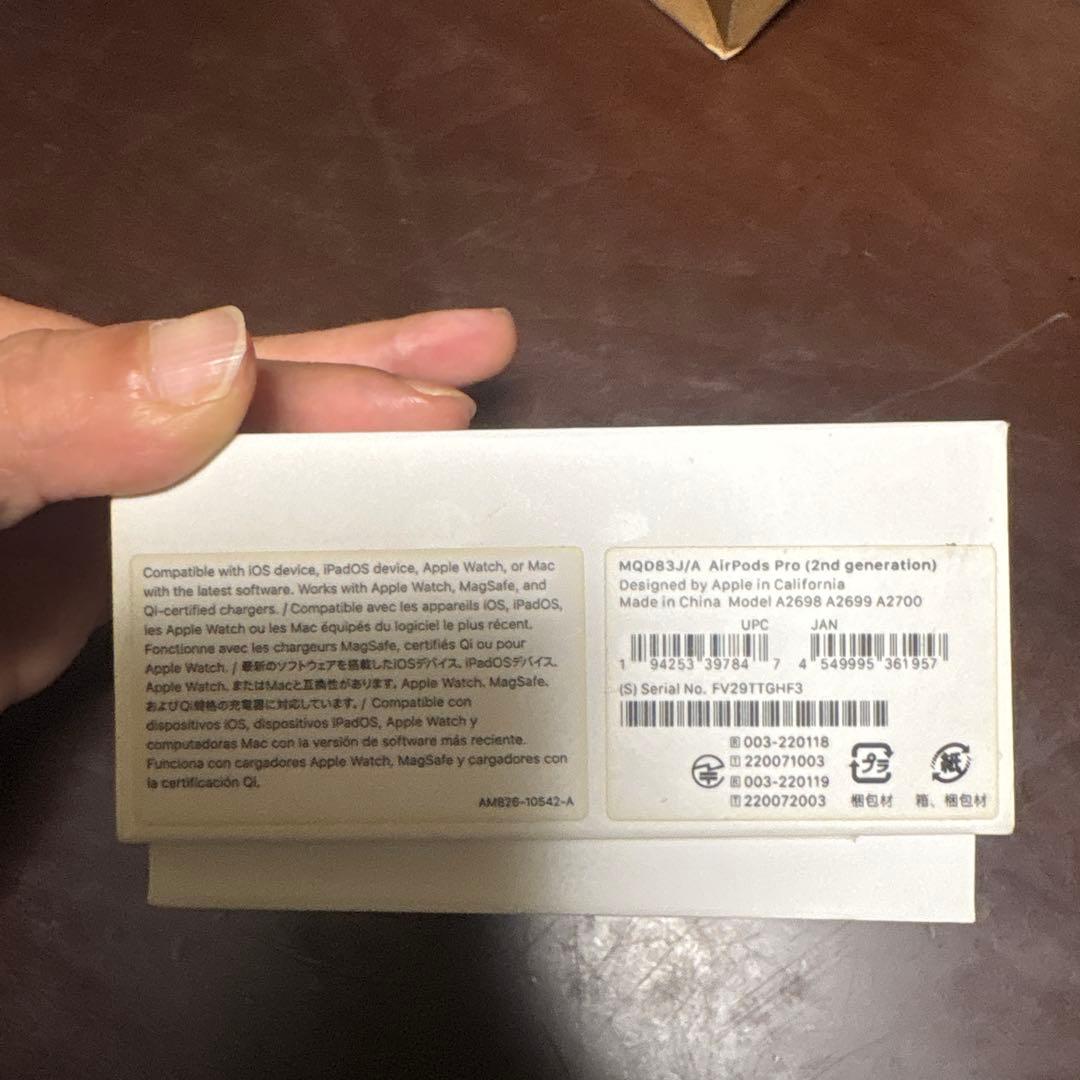 Compatible with iOS device, iPadOS device, Apple Watch, or Mac
with the latest software. Works with Apple Watch, MagSafe, and
Qi-certified chargers. / Compatible avec les appareils iOS, iPadOS,
les Apple Watch ou les Mac équipés du logiciel le plus récent.
Fonctionne avec les chargeurs MagSafe, certifiés Qi ou pour
Apple Watch. / 最新のソフトウェアを搭載したiOSデバイス、iPadOSデバイス、
Apple Watch、またはMacと互換性があります。Apple Watch、MagSafe、
およびQi規格の充電器に対応しています。/ Compatible con
dispositivos iOS, dispositivos iPadOS, Apple Watch y
computadoras Mac con la versión de software más reciente.
Funciona con cargadores Apple Watch, MagSafe y cargadores con
la certificación Qi.
AM826-10542-A
MQD83J/A AirPods Pro (2nd generation)
Designed by Apple in California
Made in China Model A2698 A2699 A2700
UPC JAN
1 94253 39784 7 4 549995 361957
(S) Serial No. FV29TTGHF3
R 003-220118
T 220071003
R 003-220119
T 220072003
プラ
梱包材
紙
箱、梱包材